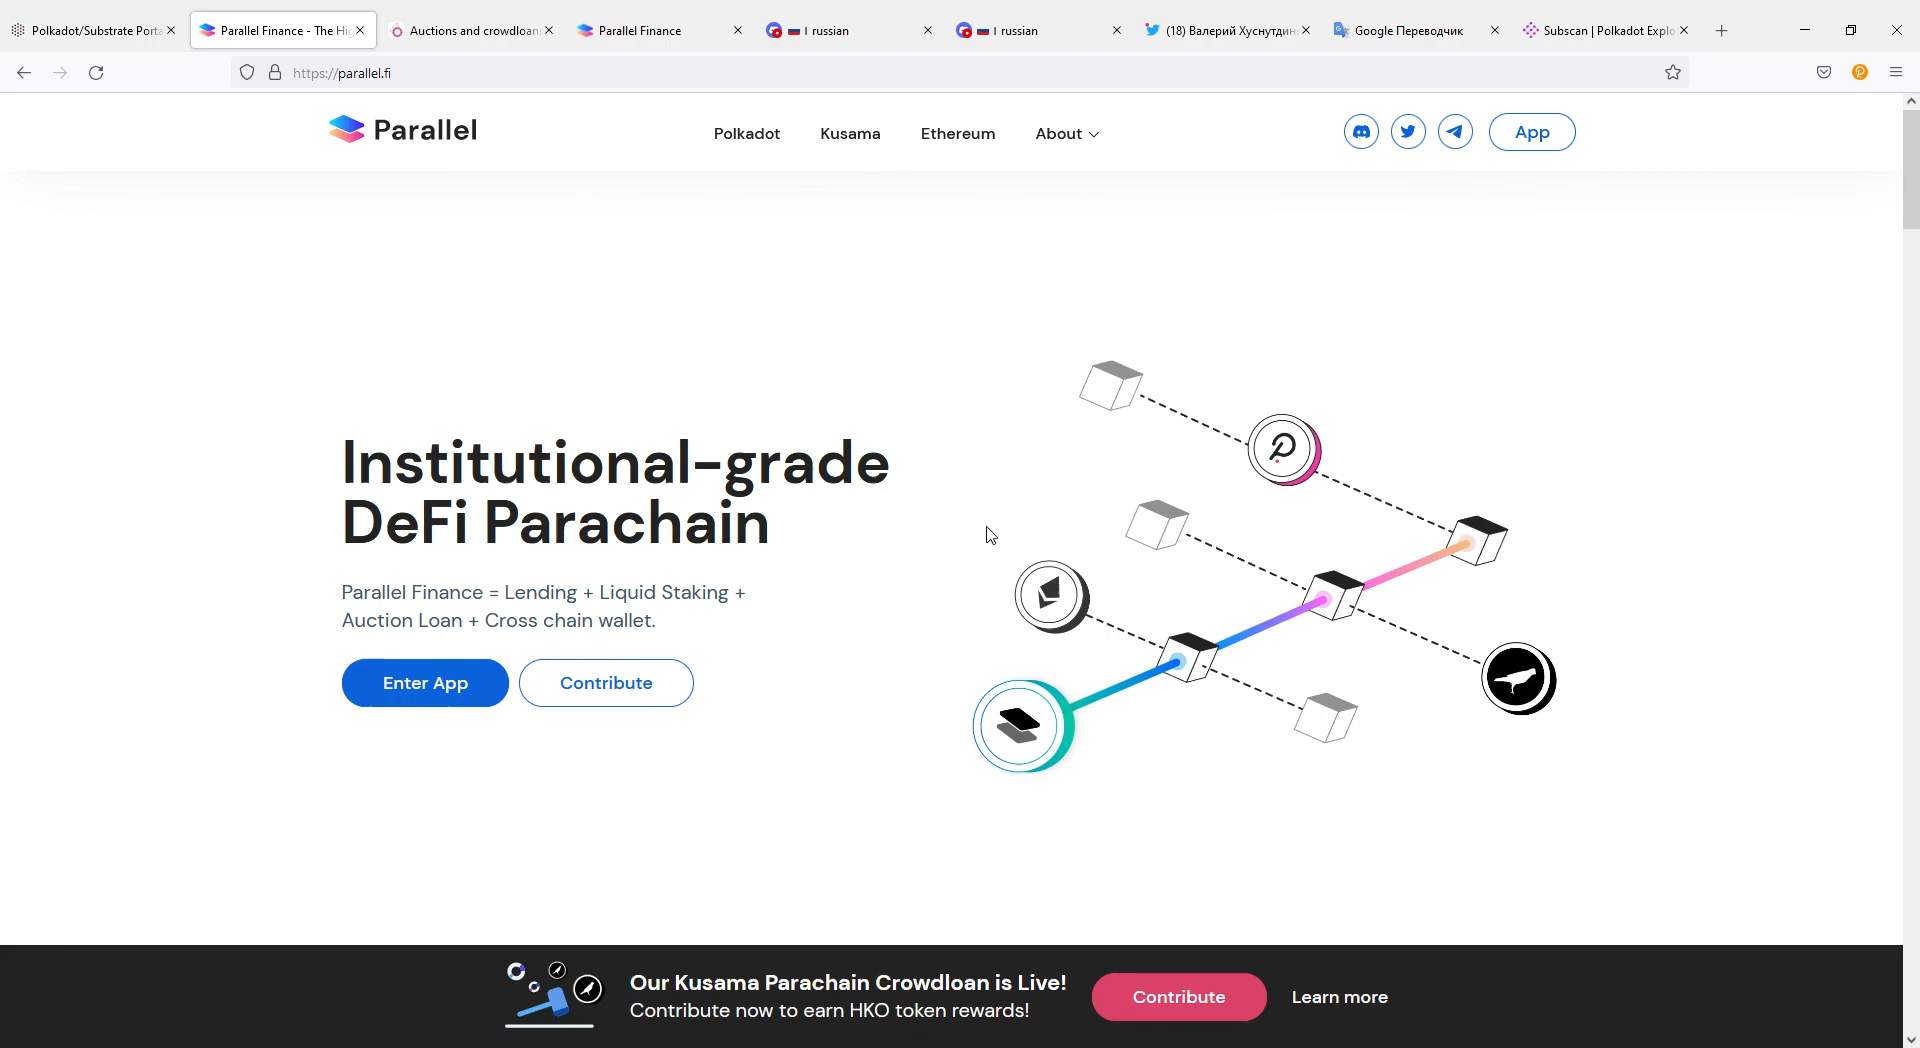 Polkadot/Substrate Porta
Parallel Finance - The Hig
Auctions and crowdloans
Parallel Finance
I russian
I russian
(18) Валерий Хуснутдин
Google Переводчик
Subscan | Polkadot Explo
https://parallel.fi
Parallel
Polkadot
Kusama
Ethereum
About
App
Institutional-grade
DeFi Parachain
Parallel Finance = Lending + Liquid Staking +
Auction Loan + Cross chain wallet.
Enter App
Contribute
Our Kusama Parachain Crowdloan is Live!
Contribute now to earn HKO token rewards!
Contribute
Learn more